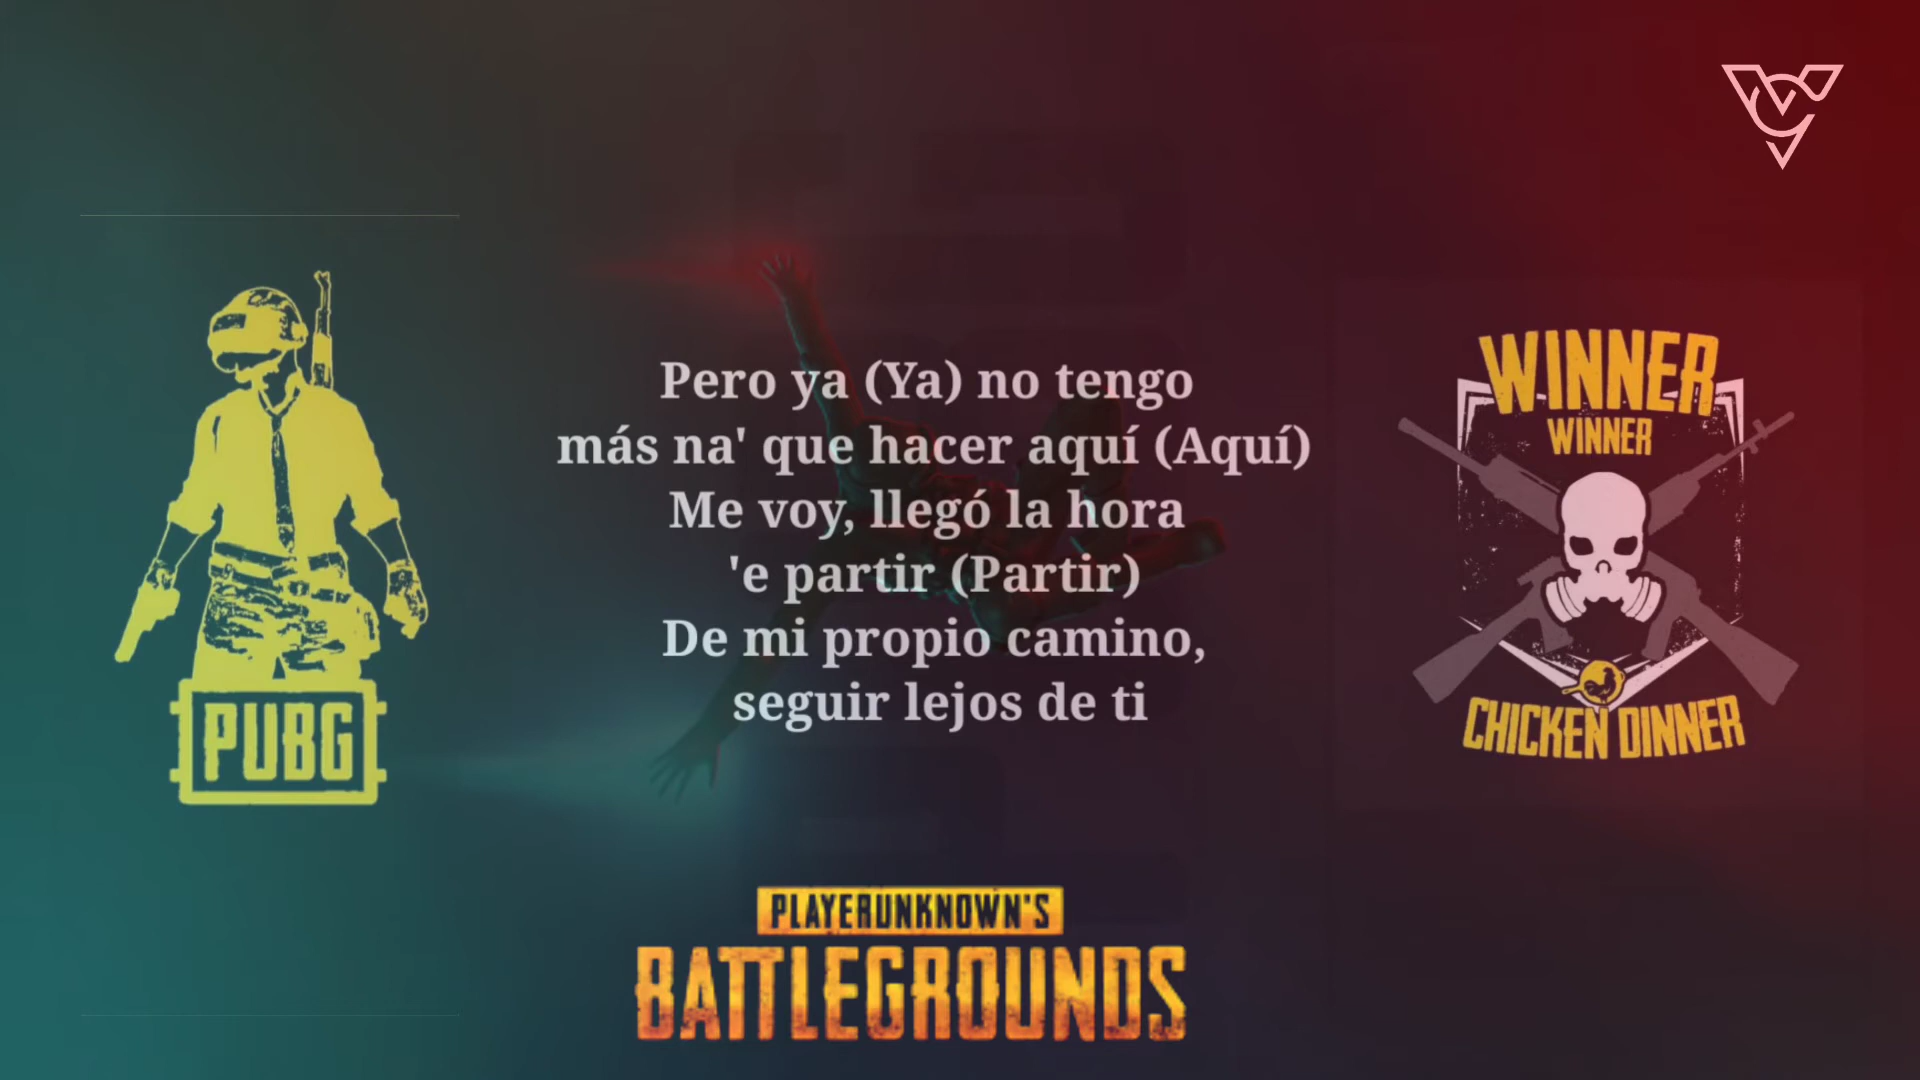 Pero ya (Ya) no tengo
más na' que hacer aquí (Aquí)
Me voy, llegó la hora
'e partir (Partir)
De mi propio camino,
seguir lejos de ti
PUBG
WINNER
WINNER
CHICKEN DINNER
PLAYERUNKNOWN'S
BATTLEGROUNDS